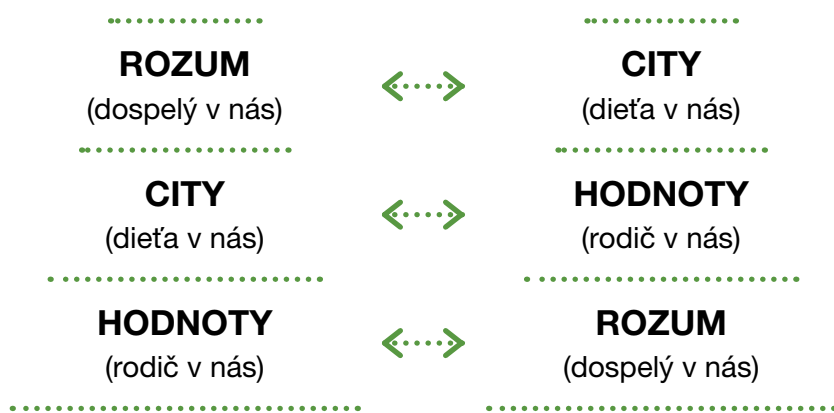 ROZUM
(dospelý v nás)
CITY
(dieťa v nás)
CITY
(dieťa v nás)
HODNOTY
(rodič v nás)
HODNOTY
(rodič v nás)
ROZUM
(dospelý v nás)